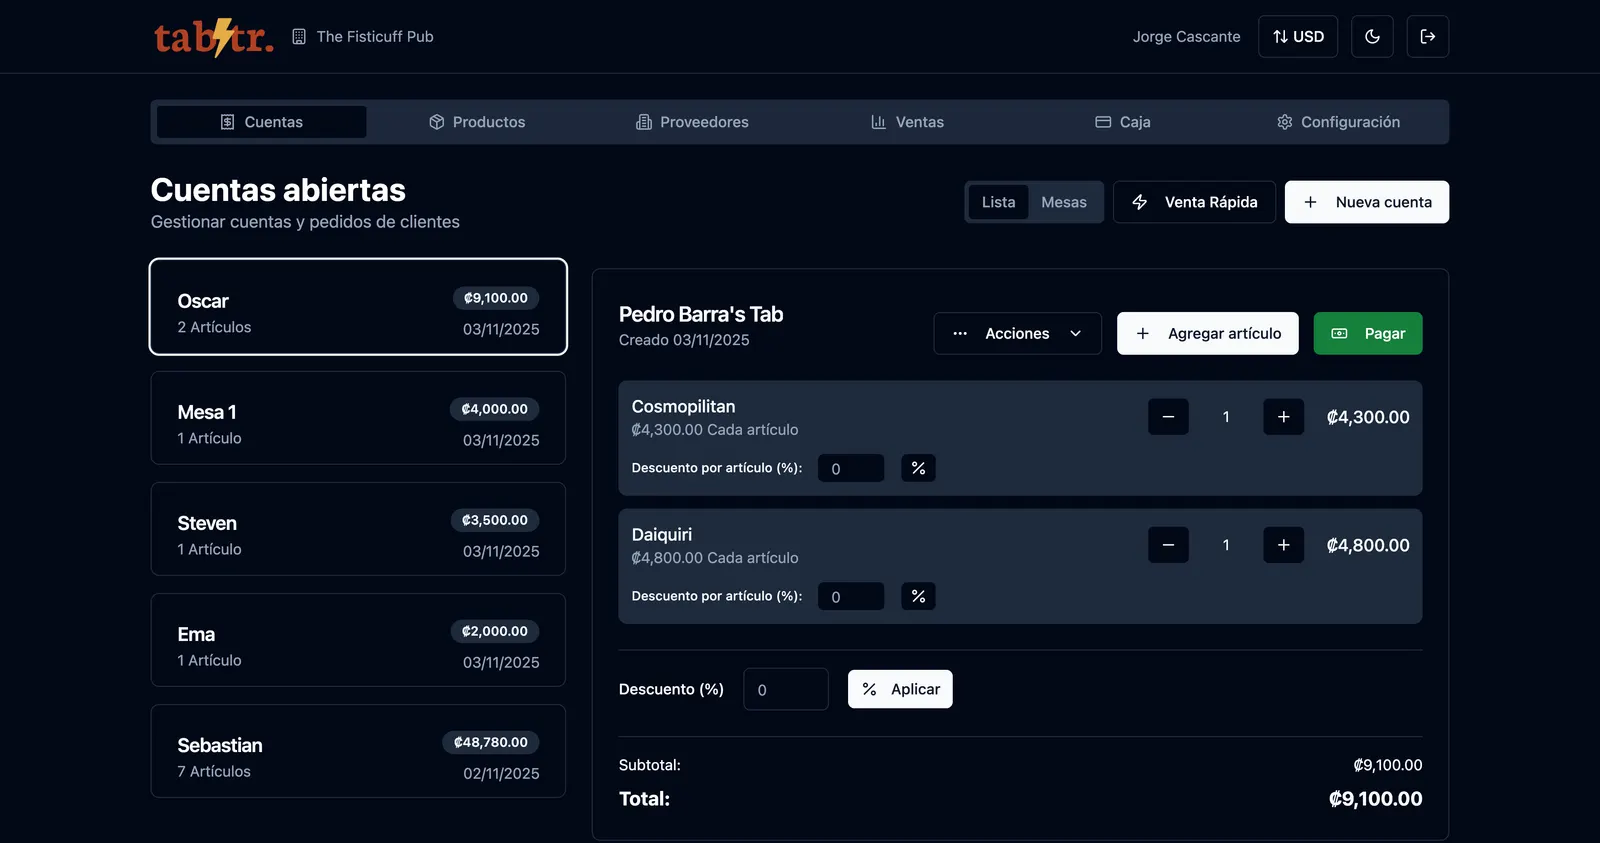 tabtr.
The Fisticuff Pub
Jorge Cascante
USD
Cuentas
Productos
Proveedores
Ventas
Caja
Configuración
Cuentas abiertas
Gestionar cuentas y pedidos de clientes
Lista
Mesas
Venta Rápida
+ Nueva cuenta
Oscar
₡9,100.00
2 Artículos
03/11/2025
Mesa 1
₡4,000.00
1 Artículo
03/11/2025
Steven
₡3,500.00
1 Artículo
03/11/2025
Ema
₡2,000.00
1 Artículo
03/11/2025
Sebastian
₡48,780.00
7 Artículos
02/11/2025
Pedro Barra's Tab
Creado 03/11/2025
··· Acciones
+ Agregar artículo
Pagar
Cosmopilitan
₡4,300.00 Cada artículo
− 1 + ₡4,300.00
Descuento por artículo (%): 0 %
Daiquiri
₡4,800.00 Cada artículo
− 1 + ₡4,800.00
Descuento por artículo (%): 0 %
Descuento (%) 0 % Aplicar
Subtotal: ₡9,100.00
Total: ₡9,100.00